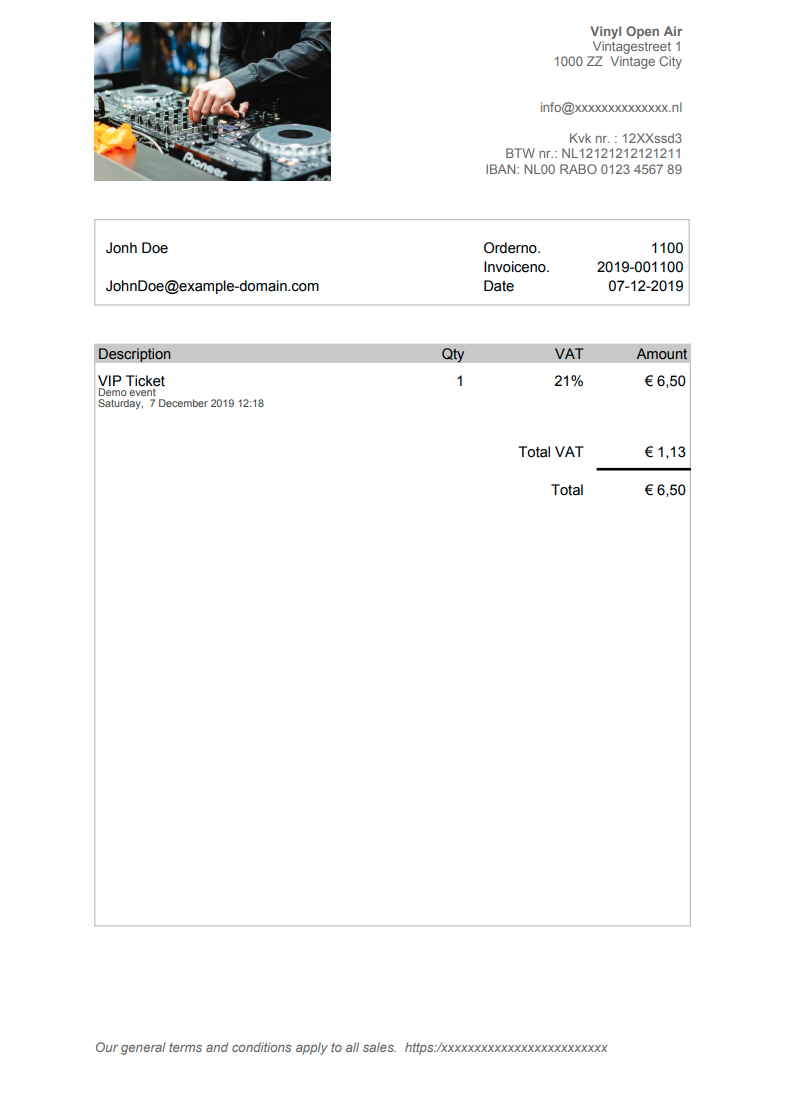 Pioneer
Vinyl Open Air
Vintagestreet 1
1000 ZZ  Vintage City
info@xxxxxxxxxxxxxx.nl
Kvk nr. : 12XXssd3
BTW nr.: NL12121212121211
IBAN: NL00 RABO 0123 4567 89
Jonh Doe
Orderno. 1100
Invoiceno. 2019-001100
JohnDoe@example-domain.com
Date 07-12-2019
Description Qty VAT Amount
VIP Ticket 1 21% € 6,50
Demo event
Saturday,  7 December 2019 12:18
Total VAT € 1,13
Total € 6,50
Our general terms and conditions apply to all sales.  https:/xxxxxxxxxxxxxxxxxxxxxxxxx